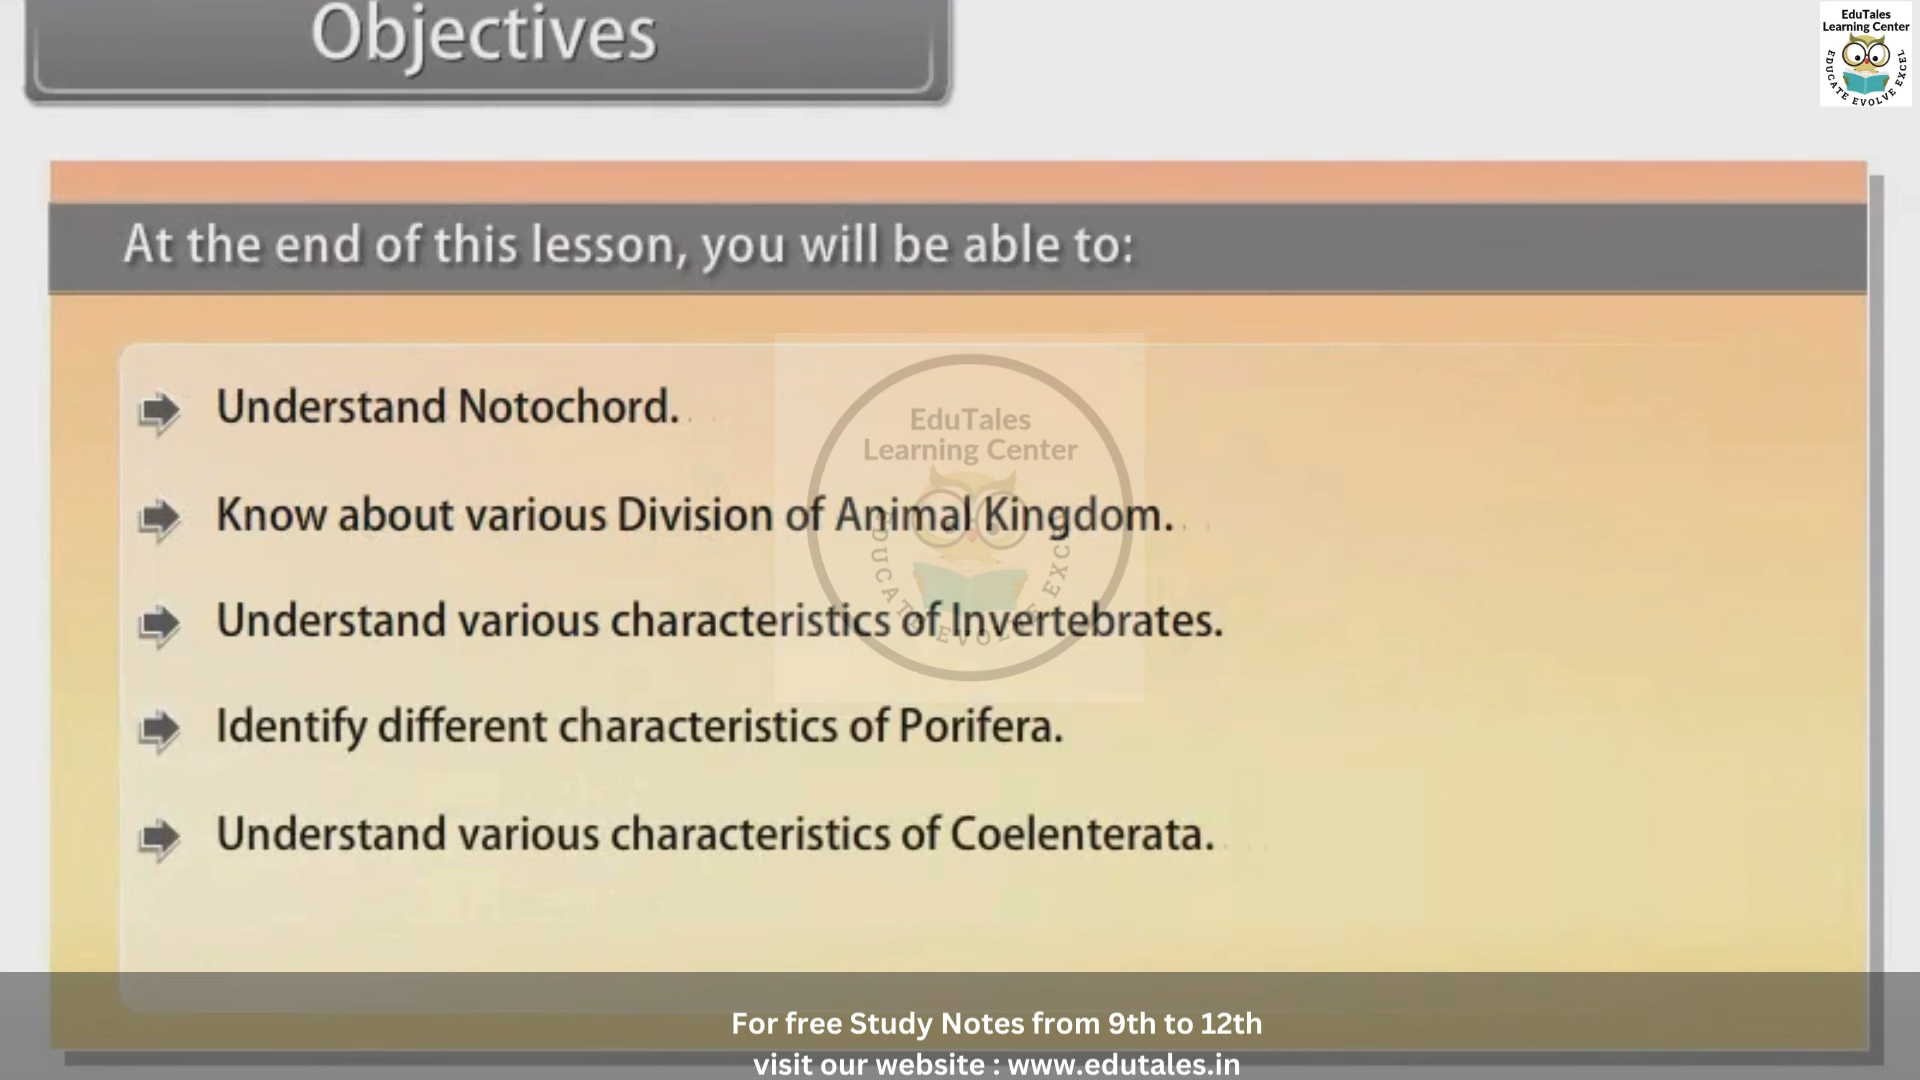 Objectives
EduTales
Learning Center
EDUCATE EVOLVE EXCEL
At the end of this lesson, you will be able to:
Understand Notochord.
EduTales
Learning Center
Know about various Division of Animal Kingdom.
EDUCATE EVOLVE EXCEL
Understand various characteristics of Invertebrates.
Identify different characteristics of Porifera.
Understand various characteristics of Coelenterata.
For free Study Notes from 9th to 12th
visit our website : www.edutales.in